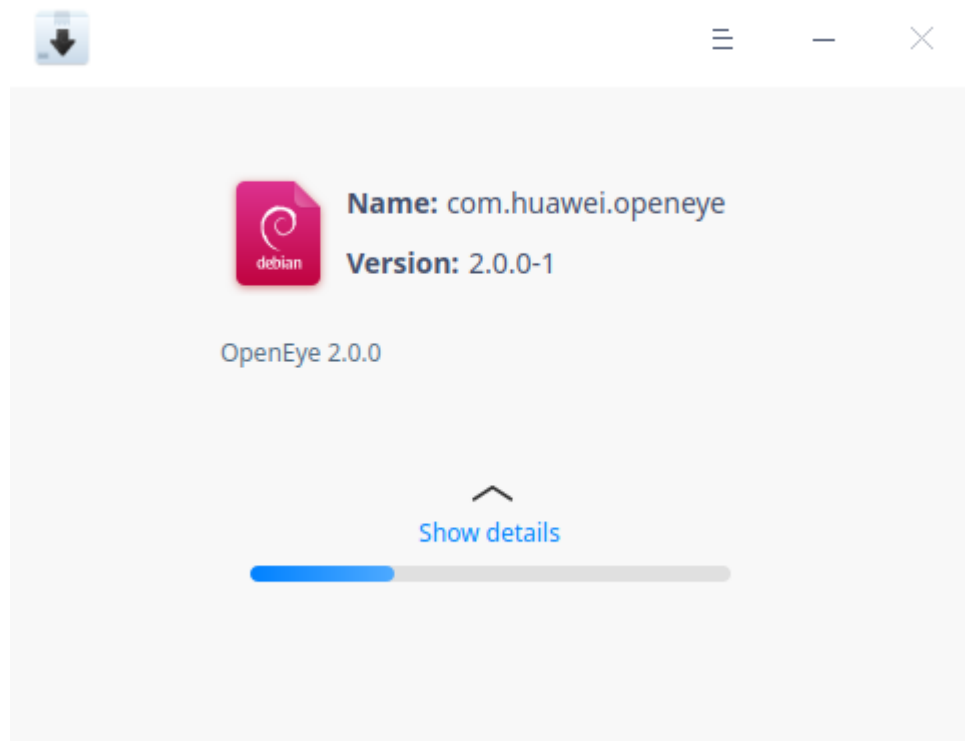 Name: com.huawei.openeye
debian
Version: 2.0.0-1
OpenEye 2.0.0
Show details